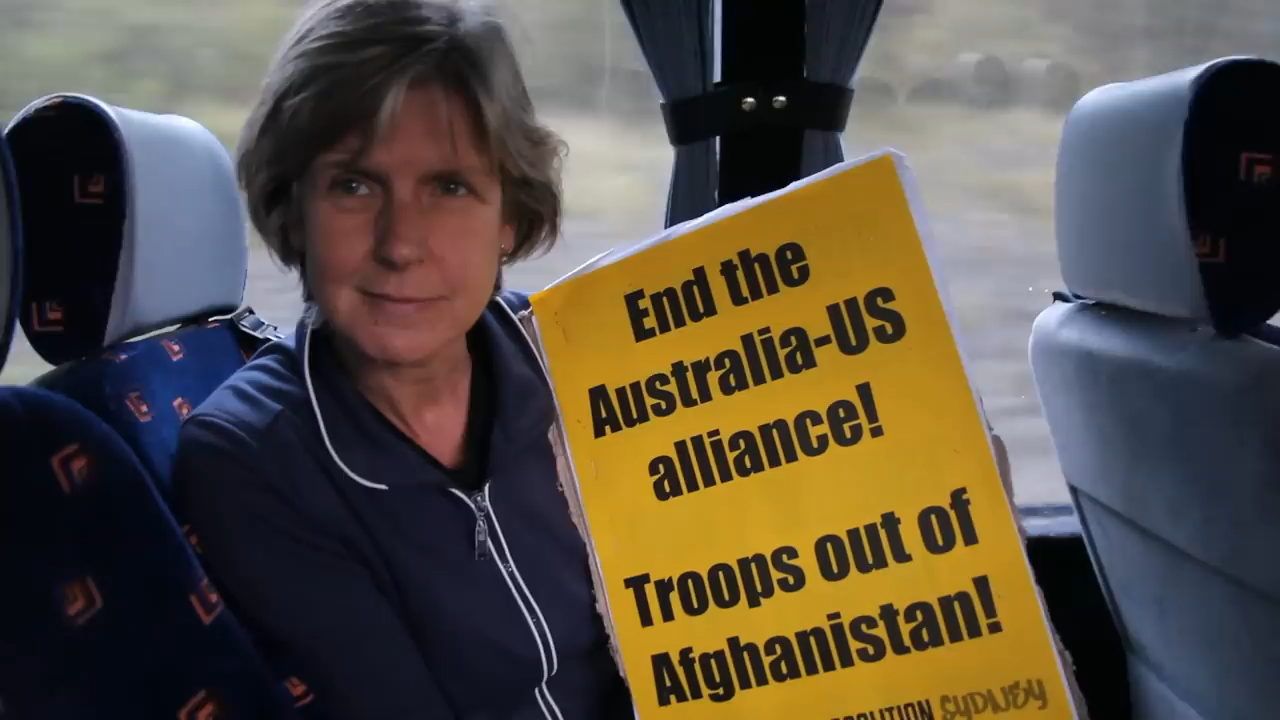 End the
Australia-US
alliance!
Troops out of
Afghanistan!
SYDNEY